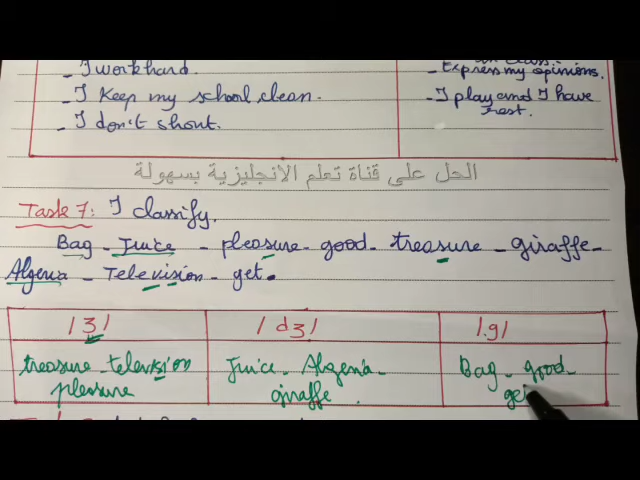 in class.
- I work hard.
- Express my opinions.
- I keep my school clean.
- I play and I have
rest.
- I don't shout.
الحل على قناة تعلم الانجليزية بسهولة
Task 7: I classify.
Bag - Juice - pleasure - good - treasure - giraffe -
Algeria - Television - get.
/ʒ/ /dʒ/ /g/
treasure - television Juice - Algeria - Bag - good -
pleasure giraffe. get